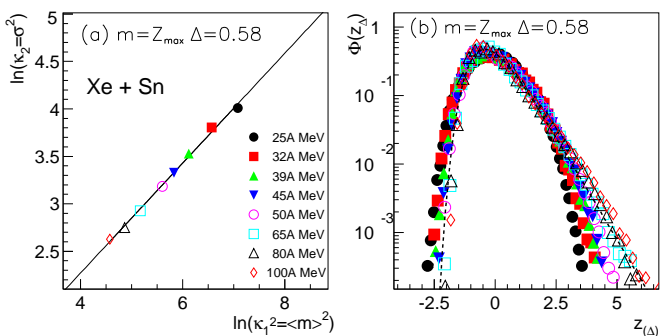 (a) m=Z_max Δ=0.58
ln(κ₂=σ²)
5
4.5
4
3.5
3
2.5
4
6
8
ln(κ₁²=<m>²)
Xe + Sn
25A MeV
32A MeV
39A MeV
45A MeV
50A MeV
65A MeV
80A MeV
100A MeV
(b) m=Z_max Δ=0.58
Φ(z_Δ)
1
10⁻¹
10⁻²
10⁻³
-2.5
0
2.5
5
z_(Δ)